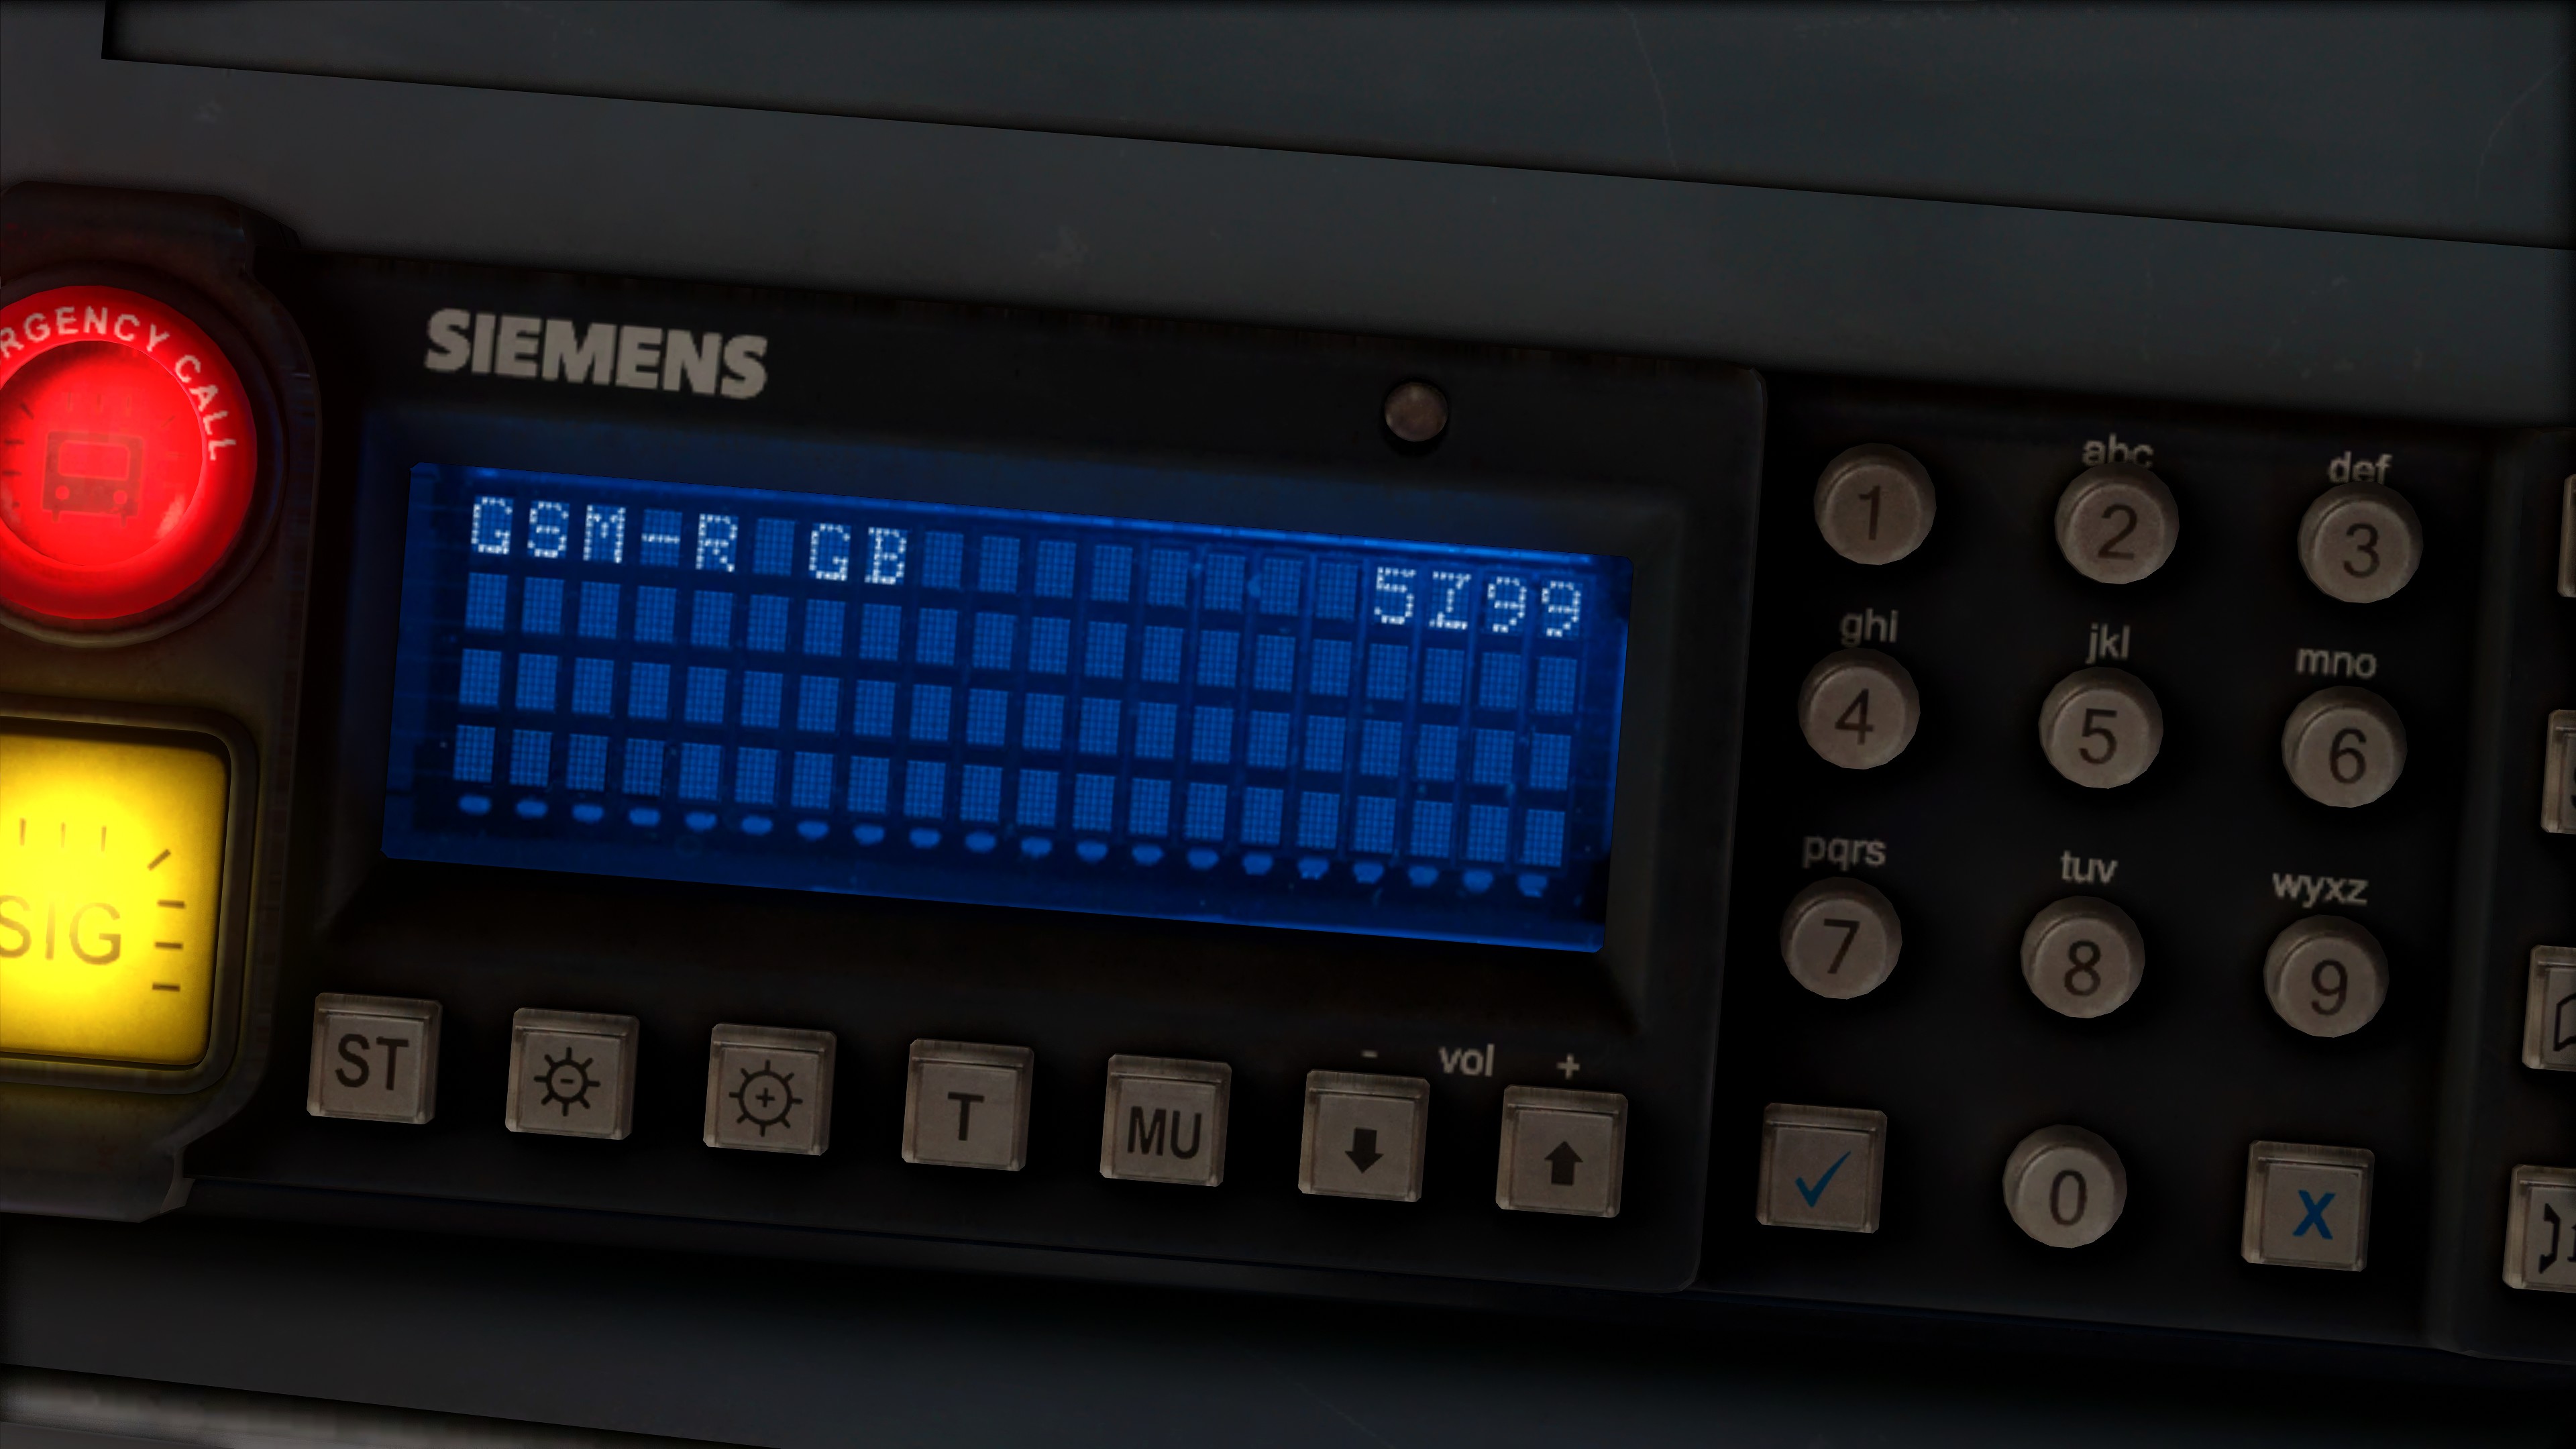 RGENCY CALL
SIEMENS
GSM-R GB 5Z99
SIG
ST
T
MU
- vol +
1
abc
2
def
3
ghi
4
jkl
5
mno
6
pqrs
7
tuv
8
wyxz
9
0
X